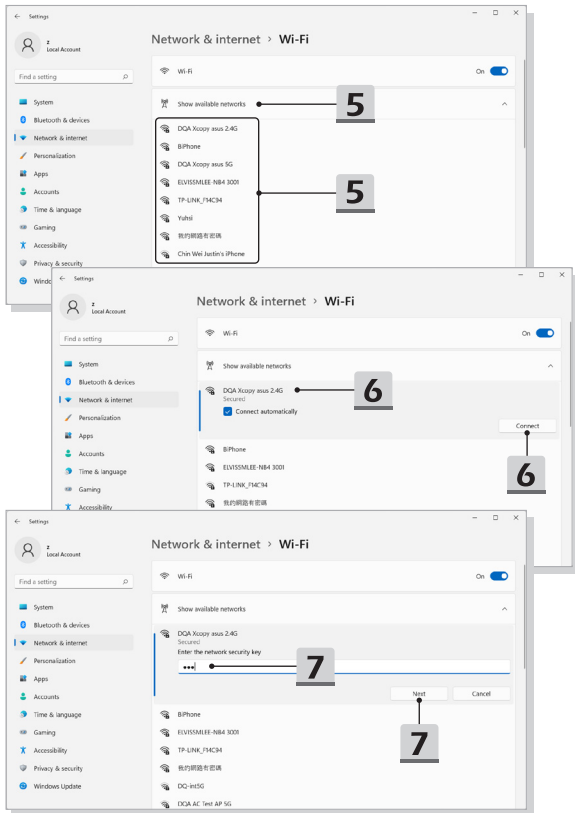 Settings
z
Local Account
Find a setting
System
Bluetooth & devices
Network & internet
Personalization
Apps
Accounts
Time & language
Gaming
Accessibility
Privacy & security
Windo
Network & internet > Wi-Fi
Wi-Fi
On
Show available networks
5
DQA Xcopy asus 2.4G
BiPhone
DQA Xcopy asus 5G
ELVISSMLEE-NB4 3001
TP-LINK_F14C94
Yuhsi
我的網路有密碼
Chin Wei Justin's iPhone
5
Settings
z
Local Account
Find a setting
System
Bluetooth & devices
Network & internet
Personalization
Apps
Accounts
Time & language
Gaming
Accessibility
Network & internet > Wi-Fi
Wi-Fi
On
Show available networks
DQA Xcopy asus 2.4G
Secured
Connect automatically
6
Connect
6
BiPhone
ELVISSMLEE-NB4 3001
TP-LINK_F14C94
我的網路有密碼
Settings
z
Local Account
Find a setting
System
Bluetooth & devices
Network & internet
Personalization
Apps
Accounts
Time & language
Gaming
Accessibility
Privacy & security
Windows Update
Network & internet > Wi-Fi
Wi-Fi
On
Show available networks
DQA Xcopy asus 2.4G
Secured
Enter the network security key
•••
7
Next
Cancel
7
BiPhone
ELVISSMLEE-NB4 3001
TP-LINK_F14C94
我的網路有密碼
DQ-int5G
DQA AC Test AP 5G